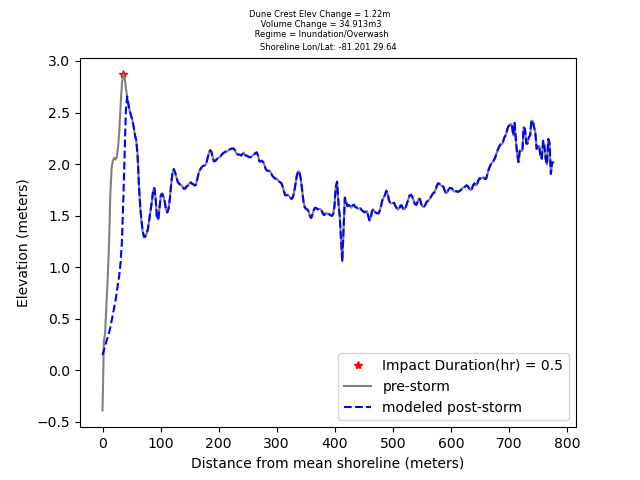 Dune Crest Elev Change = 1.22m
Volume Change = 34.913m3
Regime = Inundation/Overwash
Shoreline Lon/Lat: -81.201 29.64
3.0
2.5
2.0
1.5
1.0
0.5
0.0
−0.5
Elevation (meters)
Impact Duration(hr) = 0.5
pre-storm
modeled post-storm
0 100 200 300 400 500 600 700 800
Distance from mean shoreline (meters)